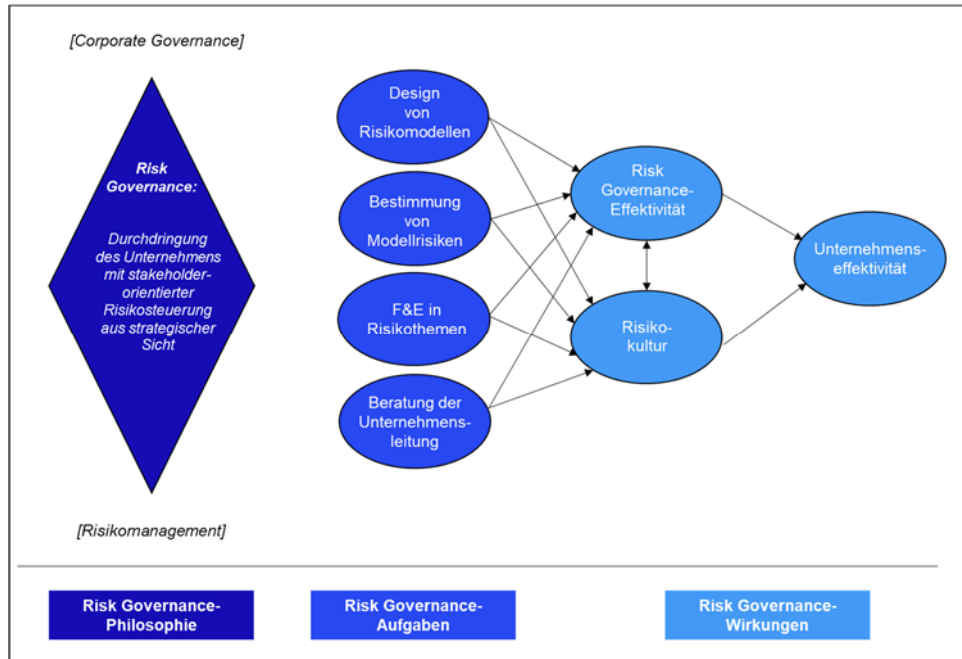 [Corporate Governance]
Risk
Governance:
Durchdringung
des Unternehmens
mit stakeholder-
orientierter
Risikosteuerung
aus strategischer
Sicht
[Risikomanagement]
Design
von
Risikomodellen
Bestimmung
von
Modellrisiken
F&E in
Risikothemen
Beratung der
Unternehmens-
leitung
Risk
Governance-
Effektivität
Risiko-
kultur
Unternehmens-
effektivität
Risk Governance-
Philosophie
Risk Governance-
Aufgaben
Risk Governance-
Wirkungen